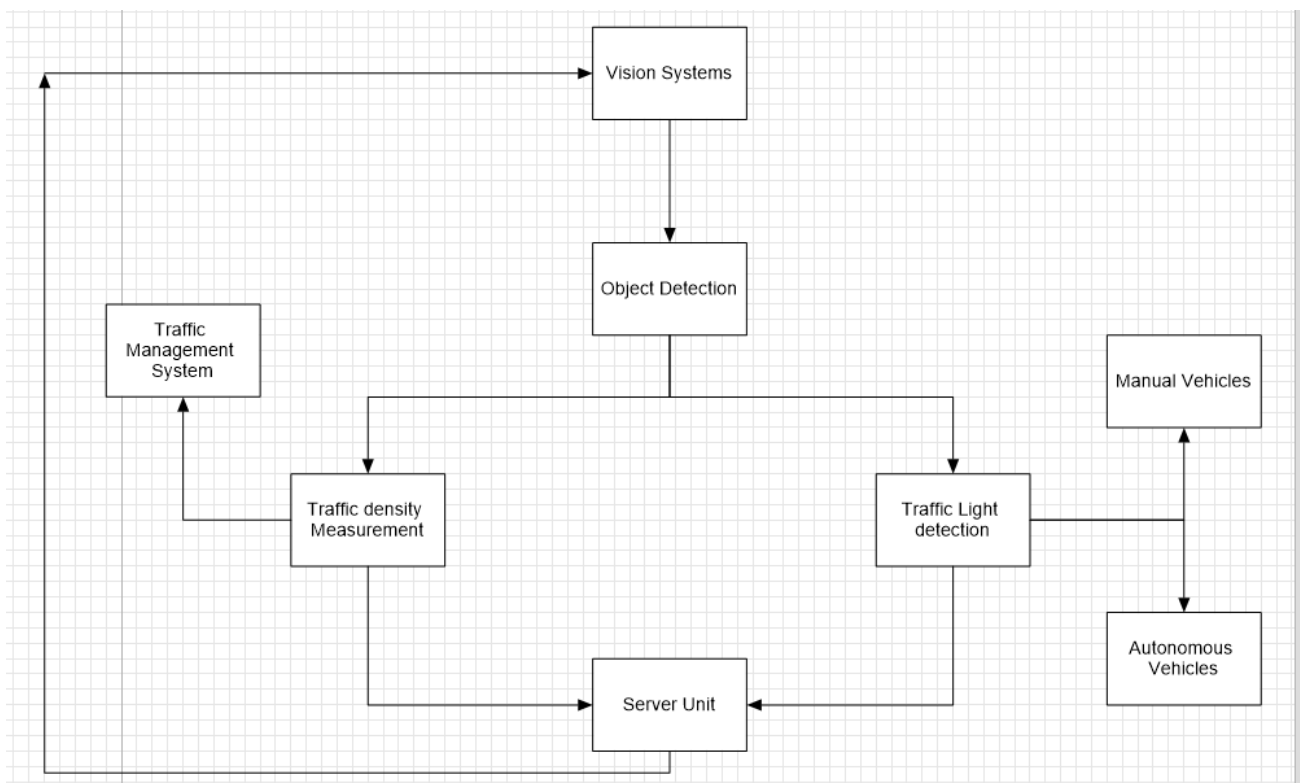 Vision Systems
Object Detection
Traffic
Management
System
Manual Vehicles
Traffic density
Measurement
Traffic Light
detection
Autonomous
Vehicles
Server Unit